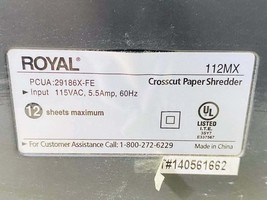 ROYAL® 112MX
PCUA:29186X-FE Crosscut Paper Shredder
Input 115VAC, 5.5Amp, 60Hz
12 sheets maximum
UL
LISTED
I.T.E.
For Customer Assistance Call: 1-800-272-6229 Made in China
#140561662